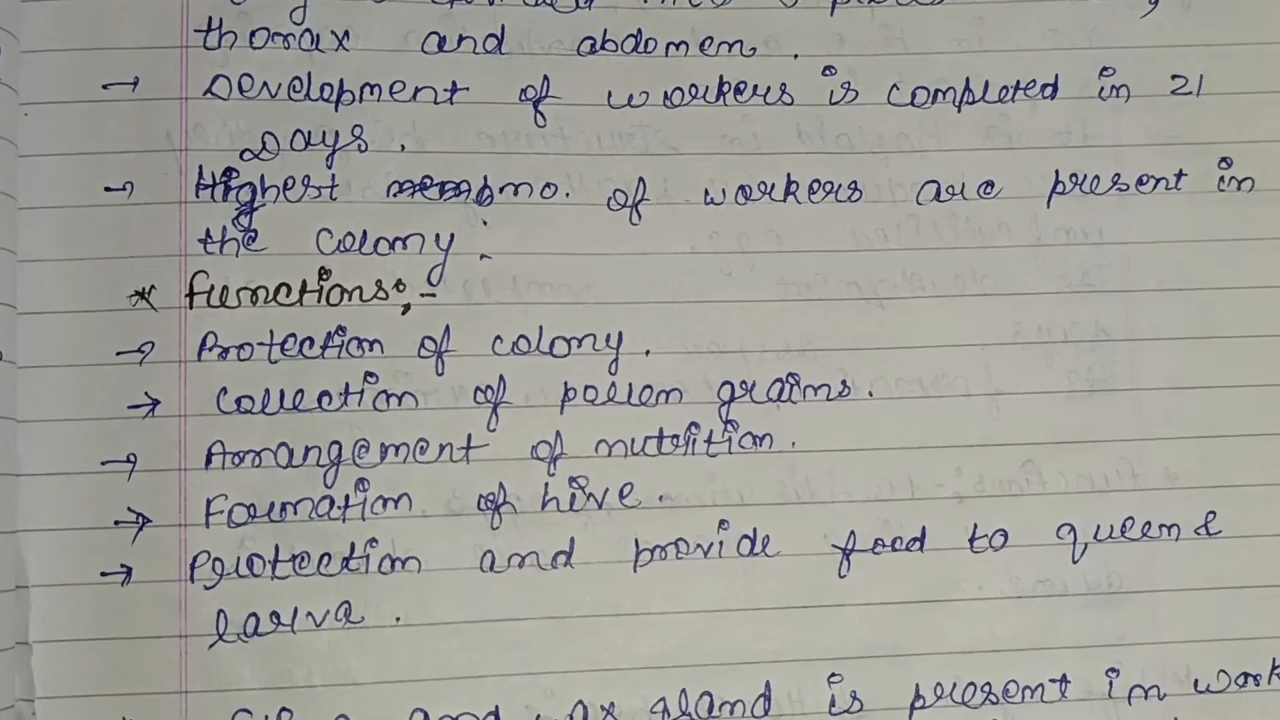 thorax and abdomen.
→ Development of workers is completed in 21
Days.
→ Highest no. of workers are present in
the colony.
* functions:-
→ Protection of colony.
→ Collection of pollen grains.
→ Arrangement of nutrition.
→ Formation of hive.
→ Protection and provide food to queen &
larva.
and wax gland is present in work